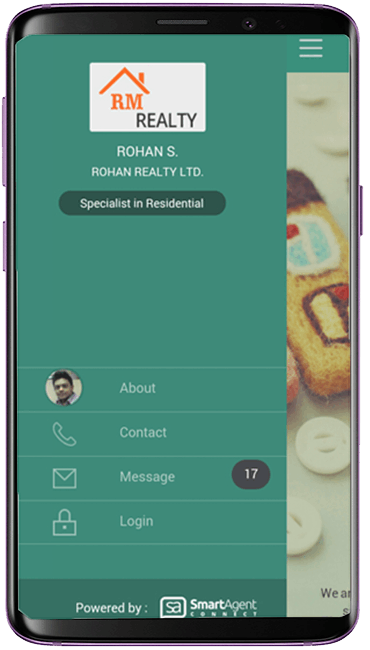 RM
REALTY
ROHAN S.
ROHAN REALTY LTD.
Specialist in Residential
About
Contact
Message
17
Login
We ar
s
Powered by :
sa
SmartAgent
CONNECT